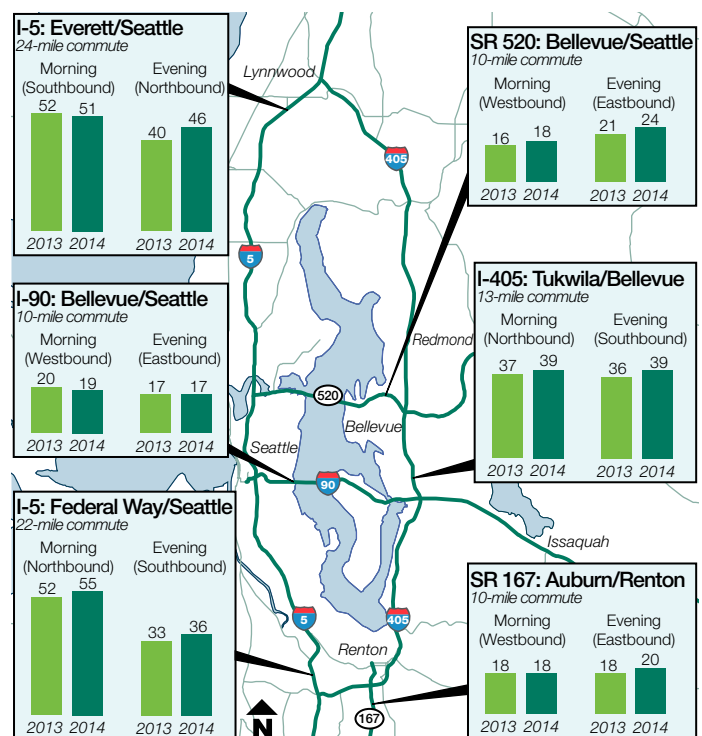 I-5: Everett/Seattle
24-mile commute
Morning Evening
(Southbound) (Northbound)
52 51 40 46
2013 2014 2013 2014
I-90: Bellevue/Seattle
10-mile commute
Morning Evening
(Westbound) (Eastbound)
20 19 17 17
2013 2014 2013 2014
I-5: Federal Way/Seattle
22-mile commute
Morning Evening
(Northbound) (Southbound)
52 55 33 36
2013 2014 2013 2014
Lynnwood
405
5
Redmond
520
Bellevue
Seattle
90
Issaquah
5
405
Renton
N
167
SR 520: Bellevue/Seattle
10-mile commute
Morning Evening
(Westbound) (Eastbound)
16 18 21 24
2013 2014 2013 2014
I-405: Tukwila/Bellevue
13-mile commute
Morning Evening
(Northbound) (Southbound)
37 39 36 39
2013 2014 2013 2014
SR 167: Auburn/Renton
10-mile commute
Morning Evening
(Westbound) (Eastbound)
18 18 18 20
2013 2014 2013 2014